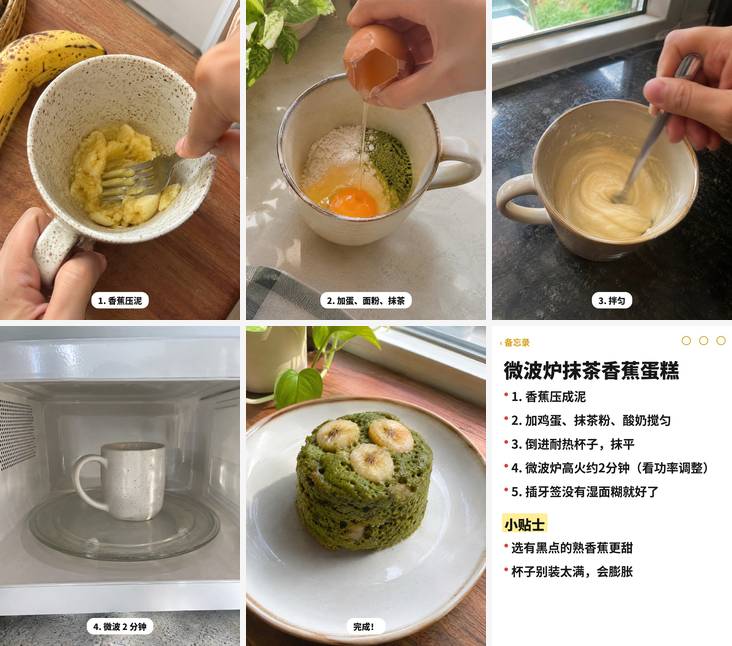 1. 香蕉压泥
2. 加蛋、面粉、抹茶
3. 拌匀
4. 微波 2 分钟
完成!
‹ 备忘录
微波炉抹茶香蕉蛋糕
• 1. 香蕉压成泥
• 2. 加鸡蛋、抹茶粉、酸奶搅匀
• 3. 倒进耐热杯子，抹平
• 4. 微波炉高火约2分钟（看功率调整）
• 5. 插牙签没有湿面糊就好了
小贴士
• 选有黑点的熟香蕉更甜
• 杯子别装太满，会膨胀